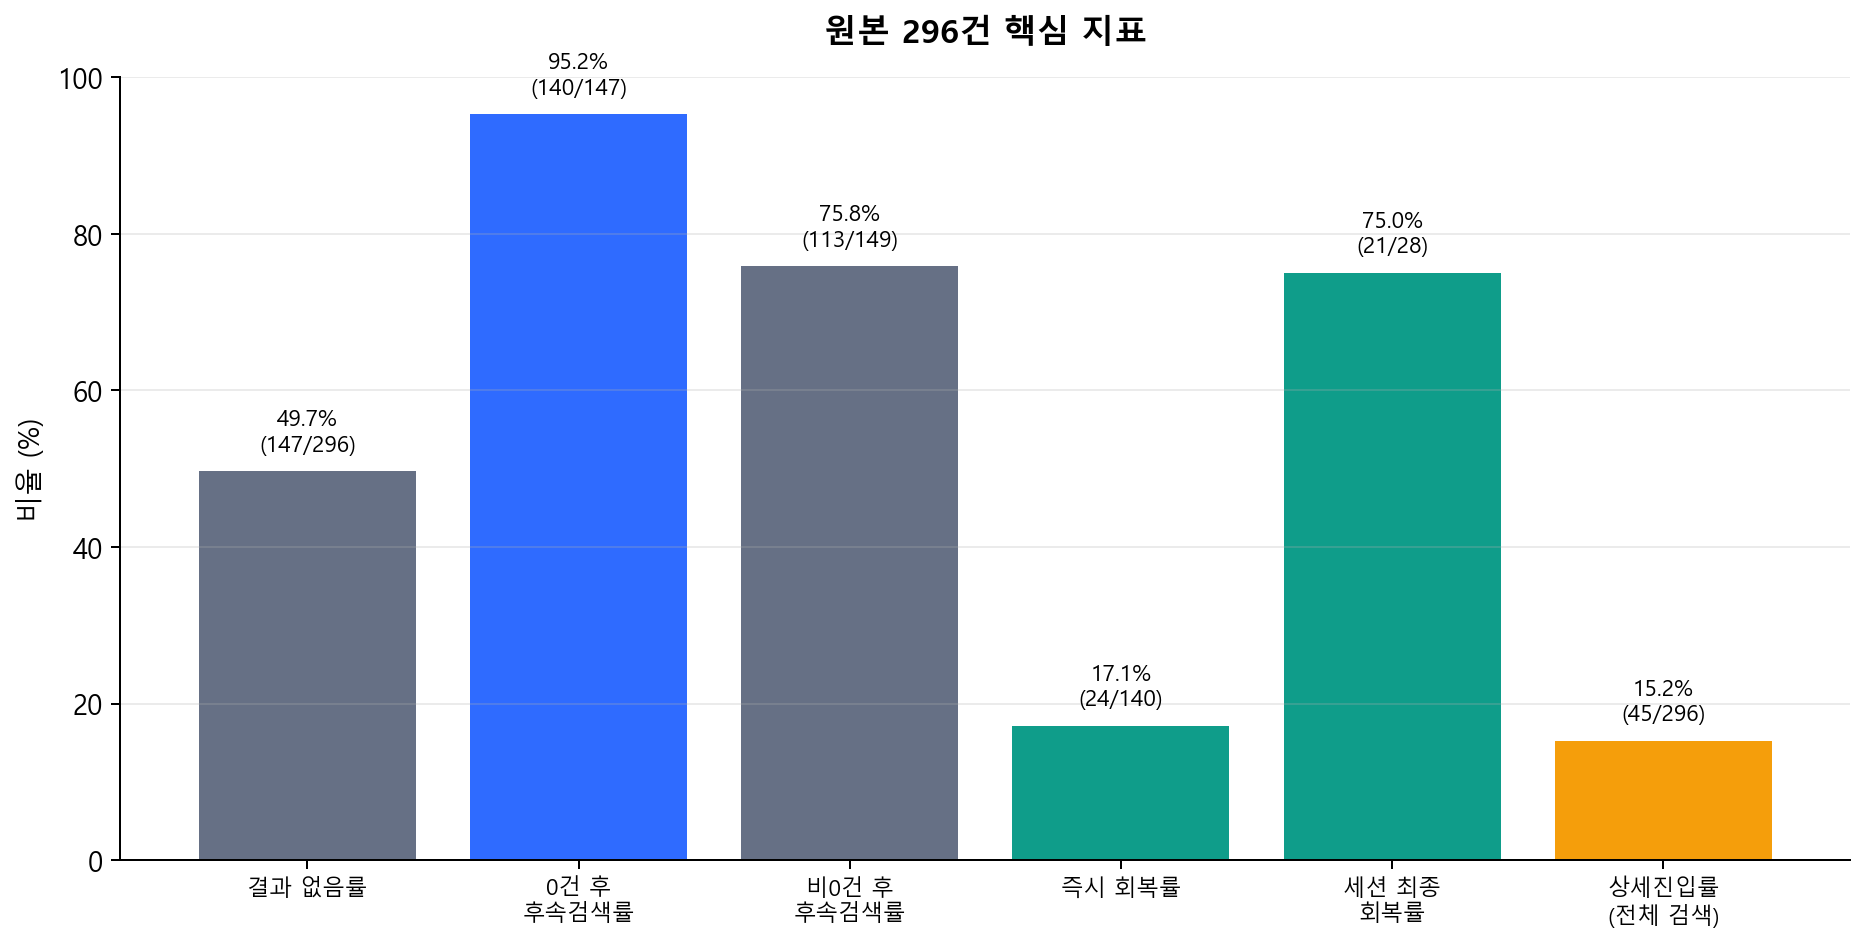 원본 296건 핵심 지표
비율 (%)
100
80
60
40
20
0
49.7%
(147/296)
95.2%
(140/147)
75.8%
(113/149)
17.1%
(24/140)
75.0%
(21/28)
15.2%
(45/296)
결과 없음률
0건 후
후속검색률
비0건 후
후속검색률
즉시 회복률
세션 최종
회복률
상세진입률
(전체 검색)